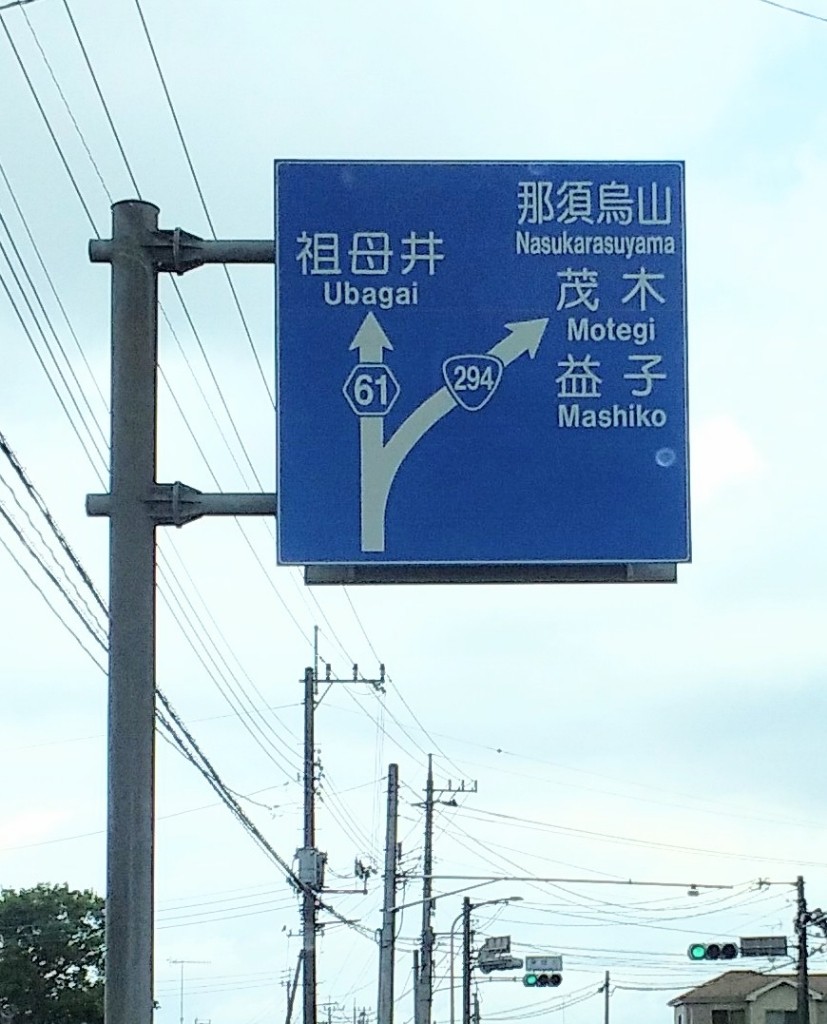 祖母井
Ubagai
61
那須烏山
Nasukarasuyama
茂木
Motegi
益子
Mashiko
294